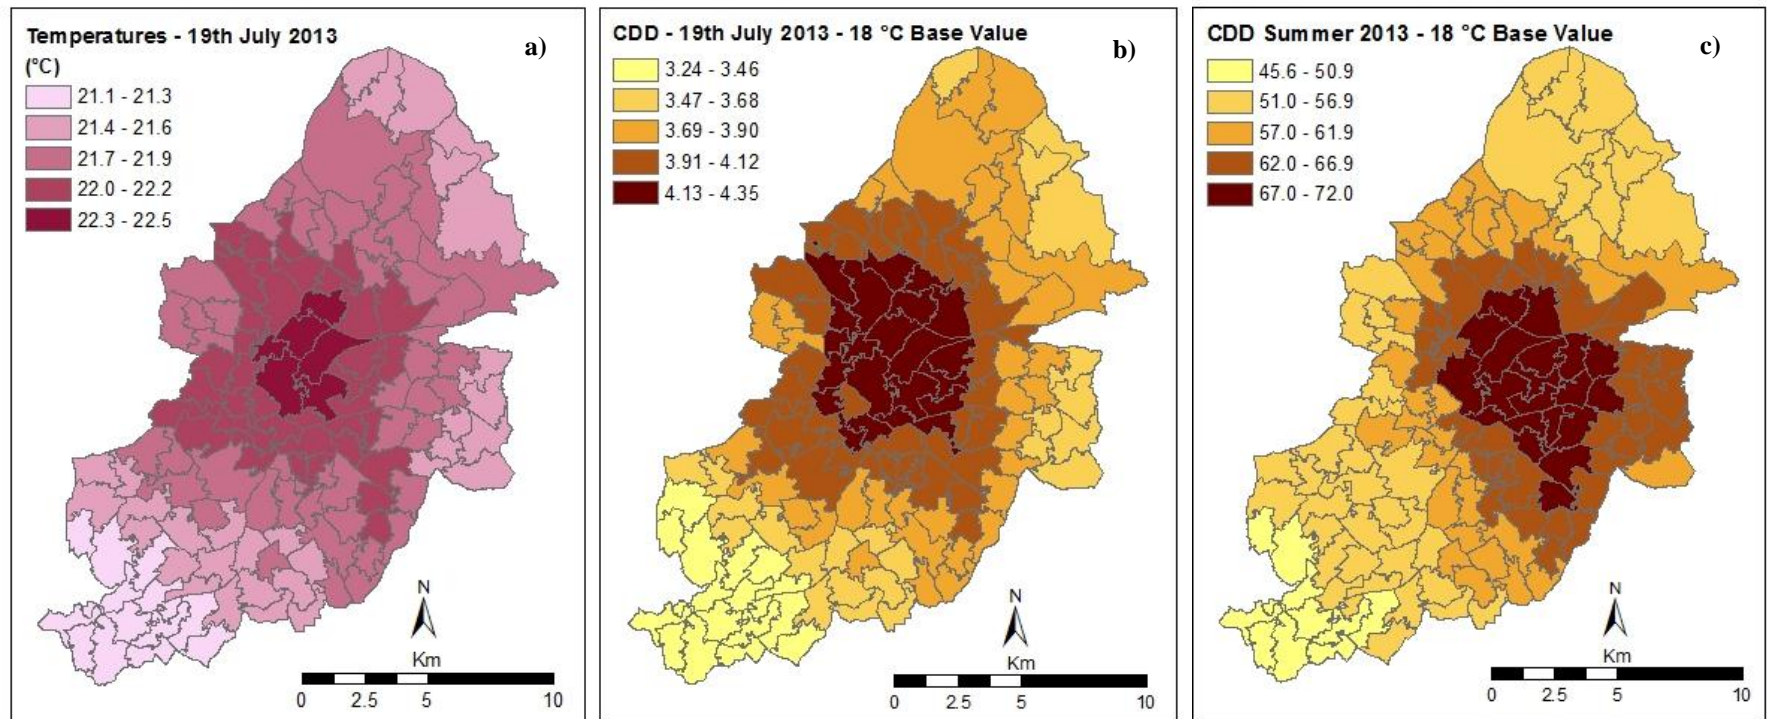 Temperatures - 19th July 2013
(°C)
a)
21.1 - 21.3
21.4 - 21.6
21.7 - 21.9
22.0 - 22.2
22.3 - 22.5
N
Km
0 2.5 5 10
CDD - 19th July 2013 - 18 °C Base Value
b)
3.24 - 3.46
3.47 - 3.68
3.69 - 3.90
3.91 - 4.12
4.13 - 4.35
N
Km
0 2.5 5 10
CDD Summer 2013 - 18 °C Base Value
c)
45.6 - 50.9
51.0 - 56.9
57.0 - 61.9
62.0 - 66.9
67.0 - 72.0
N
Km
0 2.5 5 10